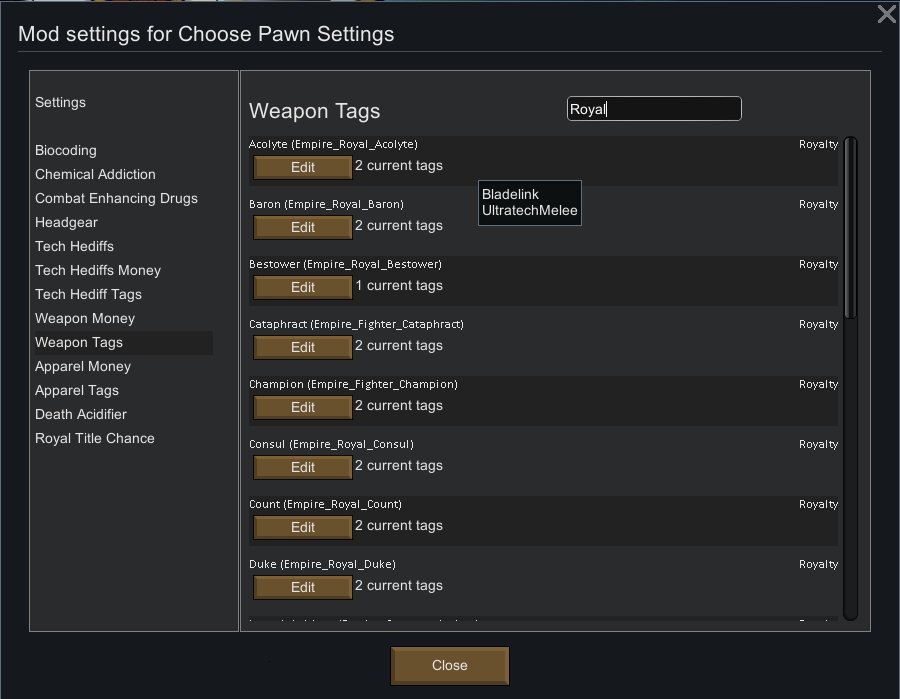 Mod settings for Choose Pawn Settings
Settings
Biocoding
Chemical Addiction
Combat Enhancing Drugs
Headgear
Tech Hediffs
Tech Hediffs Money
Tech Hediff Tags
Weapon Money
Weapon Tags
Apparel Money
Apparel Tags
Death Acidifier
Royal Title Chance
Weapon Tags
Royal
Acolyte (Empire_Royal_Acolyte) Royalty
Edit 2 current tags
Bladelink
UltratechMelee
Baron (Empire_Royal_Baron) Royalty
Edit 2 current tags
Bestower (Empire_Royal_Bestower) Royalty
Edit 1 current tags
Cataphract (Empire_Fighter_Cataphract) Royalty
Edit 2 current tags
Champion (Empire_Fighter_Champion) Royalty
Edit 2 current tags
Consul (Empire_Royal_Consul) Royalty
Edit 2 current tags
Count (Empire_Royal_Count) Royalty
Edit 2 current tags
Duke (Empire_Royal_Duke) Royalty
Edit 2 current tags
Close